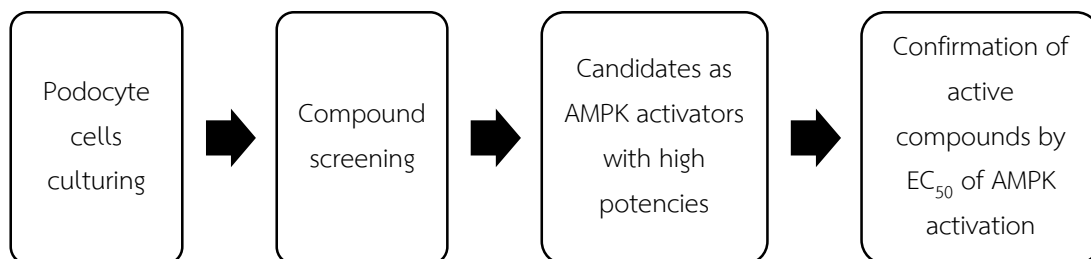 Podocyte
cells
culturing
Compound
screening
Candidates as
AMPK activators
with high
potencies
Confirmation of
active
compounds by
EC50 of AMPK
activation